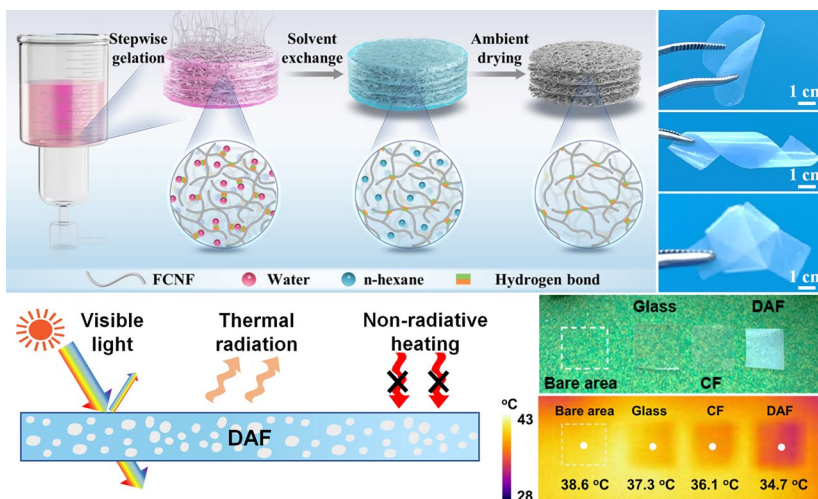 Stepwise
gelation
Solvent
exchange
Ambient
drying
FCNF
Water
n-hexane
Hydrogen bond
1 cm
1 cm
1 cm
Visible
light
Thermal
radiation
Non-radiative
heating
DAF
Glass
DAF
Bare area
CF
°C
43
28
Bare area
Glass
CF
DAF
38.6 °C
37.3 °C
36.1 °C
34.7 °C